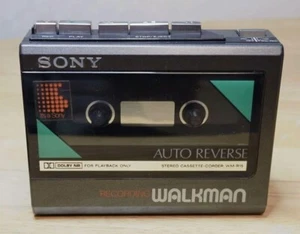 SONY
AUTO REVERSE
DOLBY NR FOR PLAYBACK ONLY
STEREO CASSETTE-CORDER
RECORDING WALKMAN